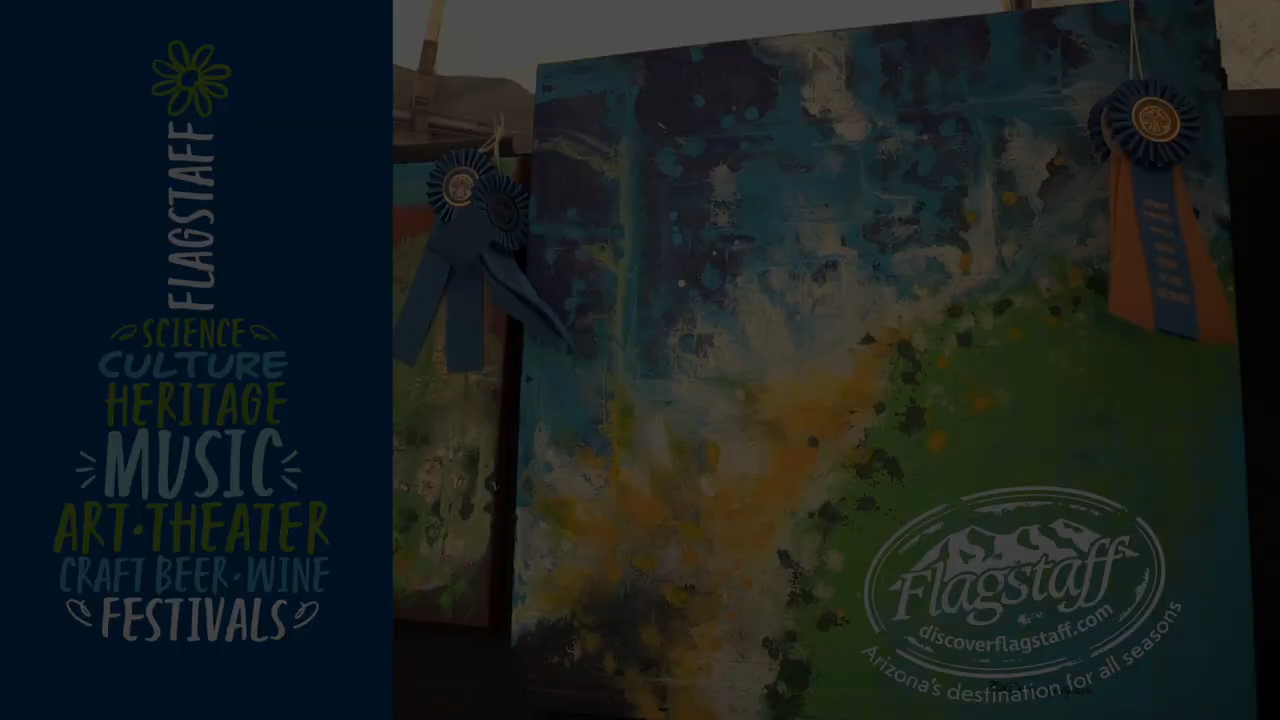 FLAGSTAFF
SCIENCE
CULTURE
HERITAGE
MUSIC
ART·THEATER
CRAFT BEER·WINE
FESTIVALS
Flagstaff
discoverflagstaff.com
Arizona's destination for all seasons